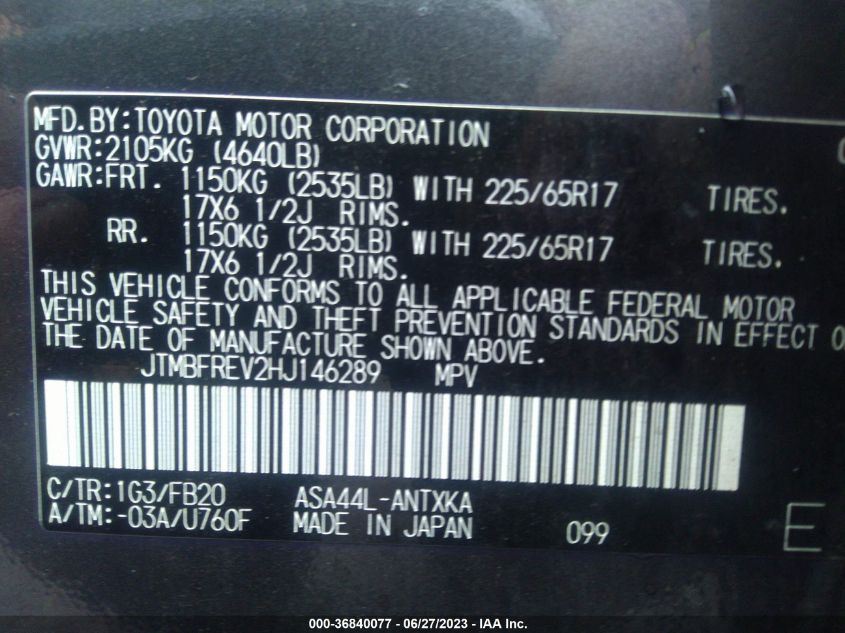 MFD.BY:TOYOTA MOTOR CORPORATION
GVWR:2105KG (4640LB)
GAWR:FRT. 1150KG (2535LB) WITH 225/65R17 TIRES.
17X6 1/2J RIMS.
RR. 1150KG (2535LB) WITH 225/65R17 TIRES.
17X6 1/2J RIMS.
THIS VEHICLE CONFORMS TO ALL APPLICABLE FEDERAL MOTOR
VEHICLE SAFETY AND THEFT PREVENTION STANDARDS IN EFFECT
THE DATE OF MANUFACTURE SHOWN ABOVE.
JTMBFREV2HJ146289 MPV
C/TR:1G3/FB20 ASA44L-ANTXKA
A/TM:-03A/U760F MADE IN JAPAN 099 E
000-36840077 - 06/27/2023 - IAA Inc.